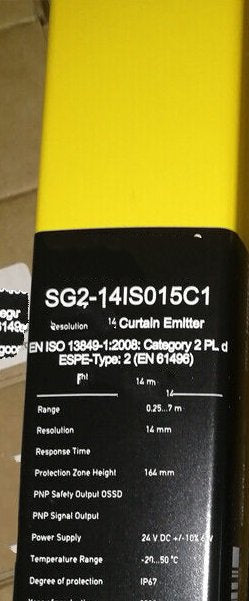 SG2-14IS015C1
Resolution 14 Curtain Emitter
EN ISO 13849-1:2008: Category 2 PL d
ESPE-Type: 2 (EN 61496)
14 m
14
Range 0.25...7 m
Resolution 14 mm
Response Time
Protection Zone Height 164 mm
PNP Safety Output OSSD
PNP Signal Output
Power Supply 24 V DC +/-10%
Temperature Range -20...50 °C
Degree of protection IP67